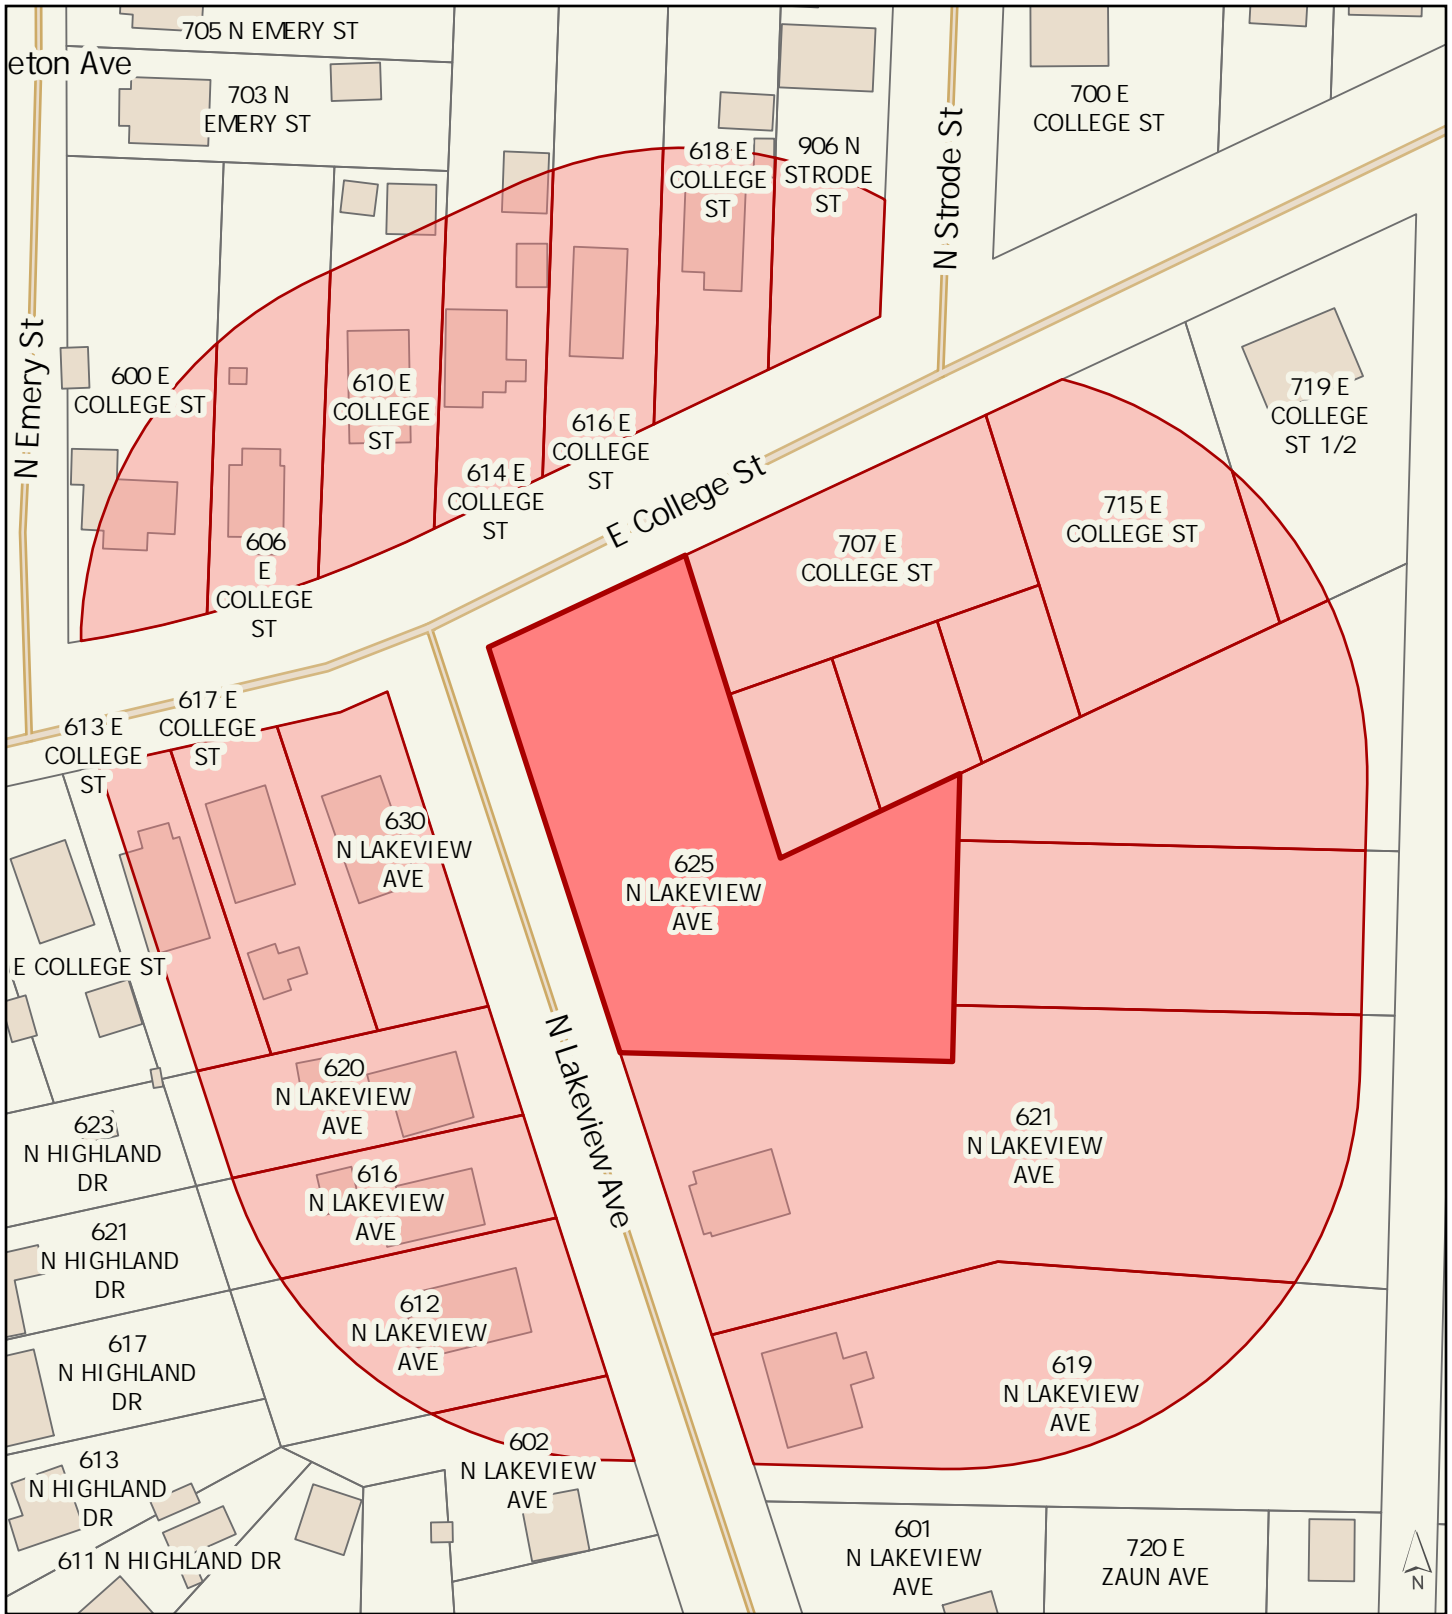 705 N EMERY ST
eton Ave
703 N
EMERY ST
700 E
COLLEGE ST
618 E
COLLEGE
ST
906 N
STRODE
ST
N Strode St
N Emery St
600 E
COLLEGE ST
610 E
COLLEGE
ST
719 E
COLLEGE
ST 1/2
616 E
COLLEGE
ST
614 E
COLLEGE
ST
E College St
715 E
COLLEGE ST
606
E
COLLEGE
ST
707 E
COLLEGE ST
617 E
COLLEGE
ST
613 E
COLLEGE
ST
630
N LAKEVIEW
AVE
625
N LAKEVIEW
AVE
E COLLEGE ST
N Lakeview Ave
620
N LAKEVIEW
AVE
623
N HIGHLAND
DR
621
N LAKEVIEW
AVE
616
N LAKEVIEW
AVE
621
N HIGHLAND
DR
612
N LAKEVIEW
AVE
617
N HIGHLAND
DR
619
N LAKEVIEW
AVE
602
N LAKEVIEW
AVE
613
N HIGHLAND
DR
611 N HIGHLAND DR
601
N LAKEVIEW
AVE
720 E
ZAUN AVE
N